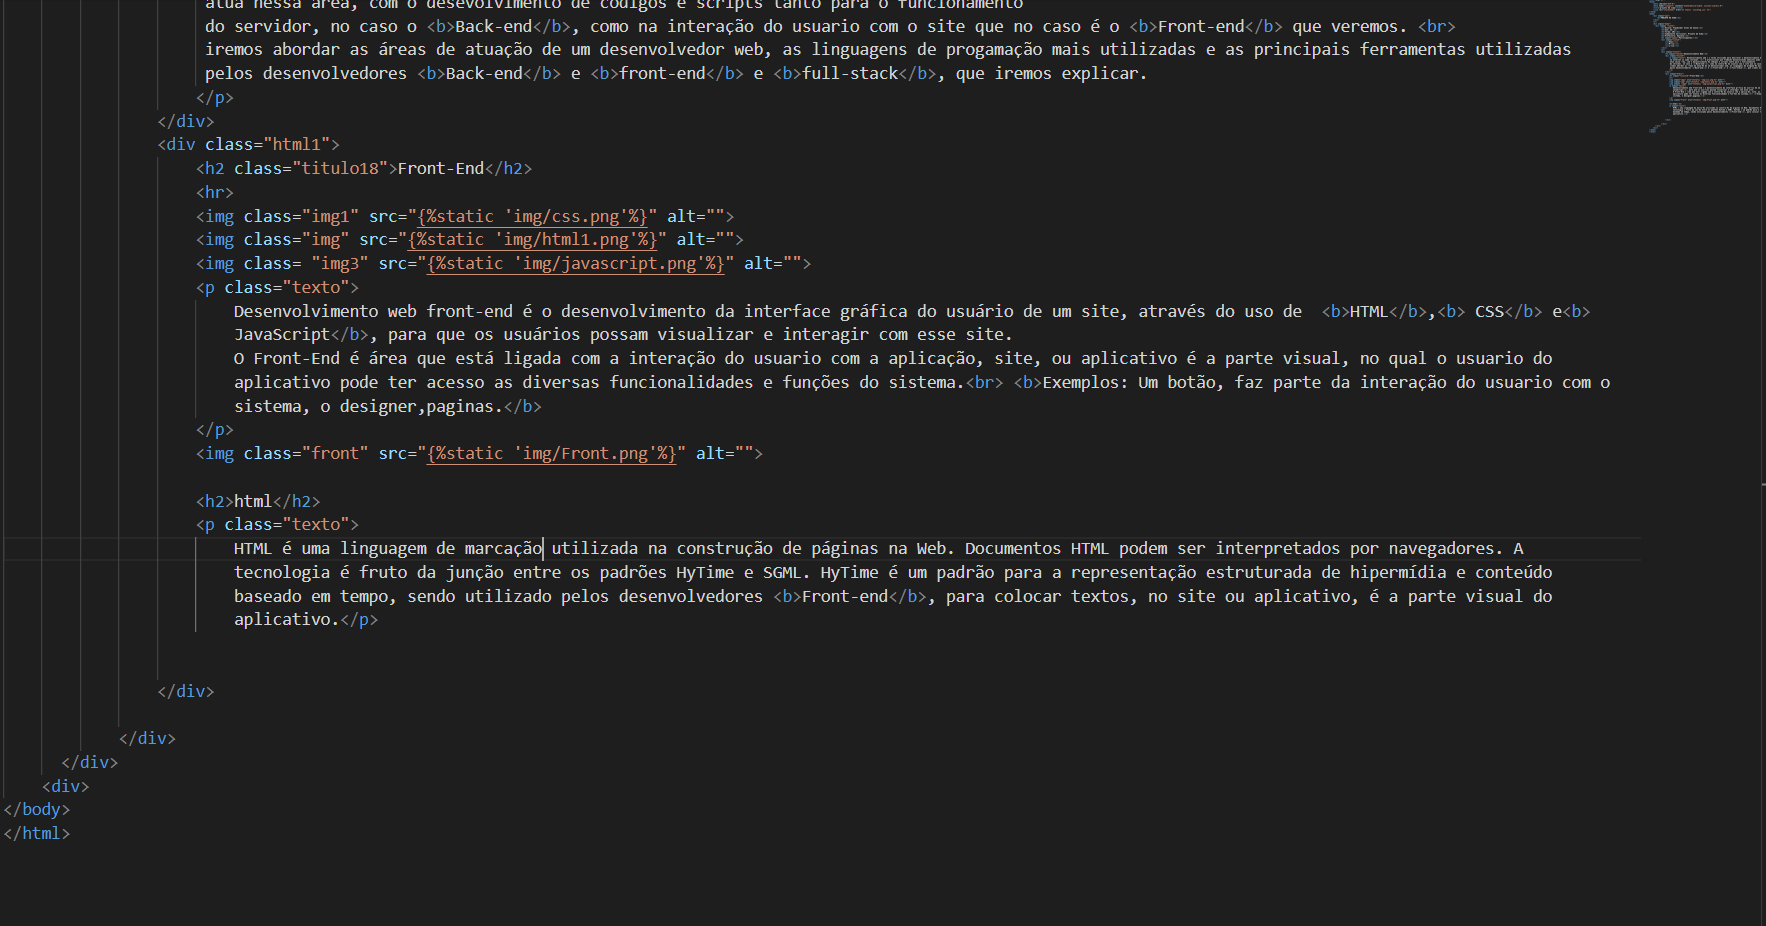 atua nessa área, com o desevolvimento de codigos e scripts tanto para o funcionamento
do servidor, no caso o <b>Back-end</b>, como na interação do usuario com o site que no caso é o <b>Front-end</b> que veremos. <br>
iremos abordar as áreas de atuação de um desenvolvedor web, as linguagens de progamação mais utilizadas e as principais ferramentas utilizadas
pelos desenvolvedores <b>Back-end</b> e <b>front-end</b> e <b>full-stack</b>, que iremos explicar.
</p>
</div>
<div class="html1">
<h2 class="titulo18">Front-End</h2>
<hr>
<img class="img1" src="{%static 'img/css.png'%}" alt="">
<img class="img" src="{%static 'img/html1.png'%}" alt="">
<img class= "img3" src="{%static 'img/javascript.png'%}" alt="">
<p class="texto">
Desenvolvimento web front-end é o desenvolvimento da interface gráfica do usuário de um site, através do uso de  <b>HTML</b>,<b> CSS</b> e<b>
JavaScript</b>, para que os usuários possam visualizar e interagir com esse site.
O Front-End é área que está ligada com a interação do usuario com a aplicação, site, ou aplicativo é a parte visual, no qual o usuario do
aplicativo pode ter acesso as diversas funcionalidades e funções do sistema.<br> <b>Exemplos: Um botão, faz parte da interação do usuario com o
sistema, o designer,paginas.</b>
</p>
<img class="front" src="{%static 'img/Front.png'%}" alt="">
<h2>html</h2>
<p class="texto">
HTML é uma linguagem de marcação utilizada na construção de páginas na Web. Documentos HTML podem ser interpretados por navegadores. A
tecnologia é fruto da junção entre os padrões HyTime e SGML. HyTime é um padrão para a representação estruturada de hipermídia e conteúdo
baseado em tempo, sendo utilizado pelos desenvolvedores <b>Front-end</b>, para colocar textos, no site ou aplicativo, é a parte visual do
aplicativo.</p>
</div>
</div>
</div>
<div>
</body>
</html>